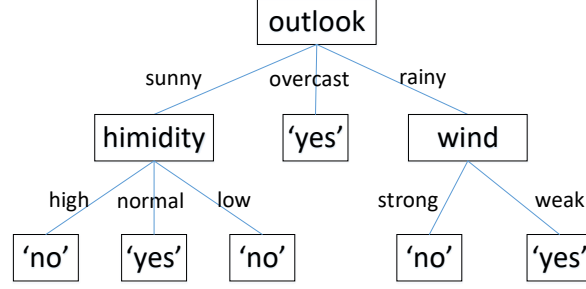 outlook
sunny overcast rainy
himidity ‘yes’ wind
high normal low strong weak
‘no’ ‘yes’ ‘no’ ‘no’ ‘yes’